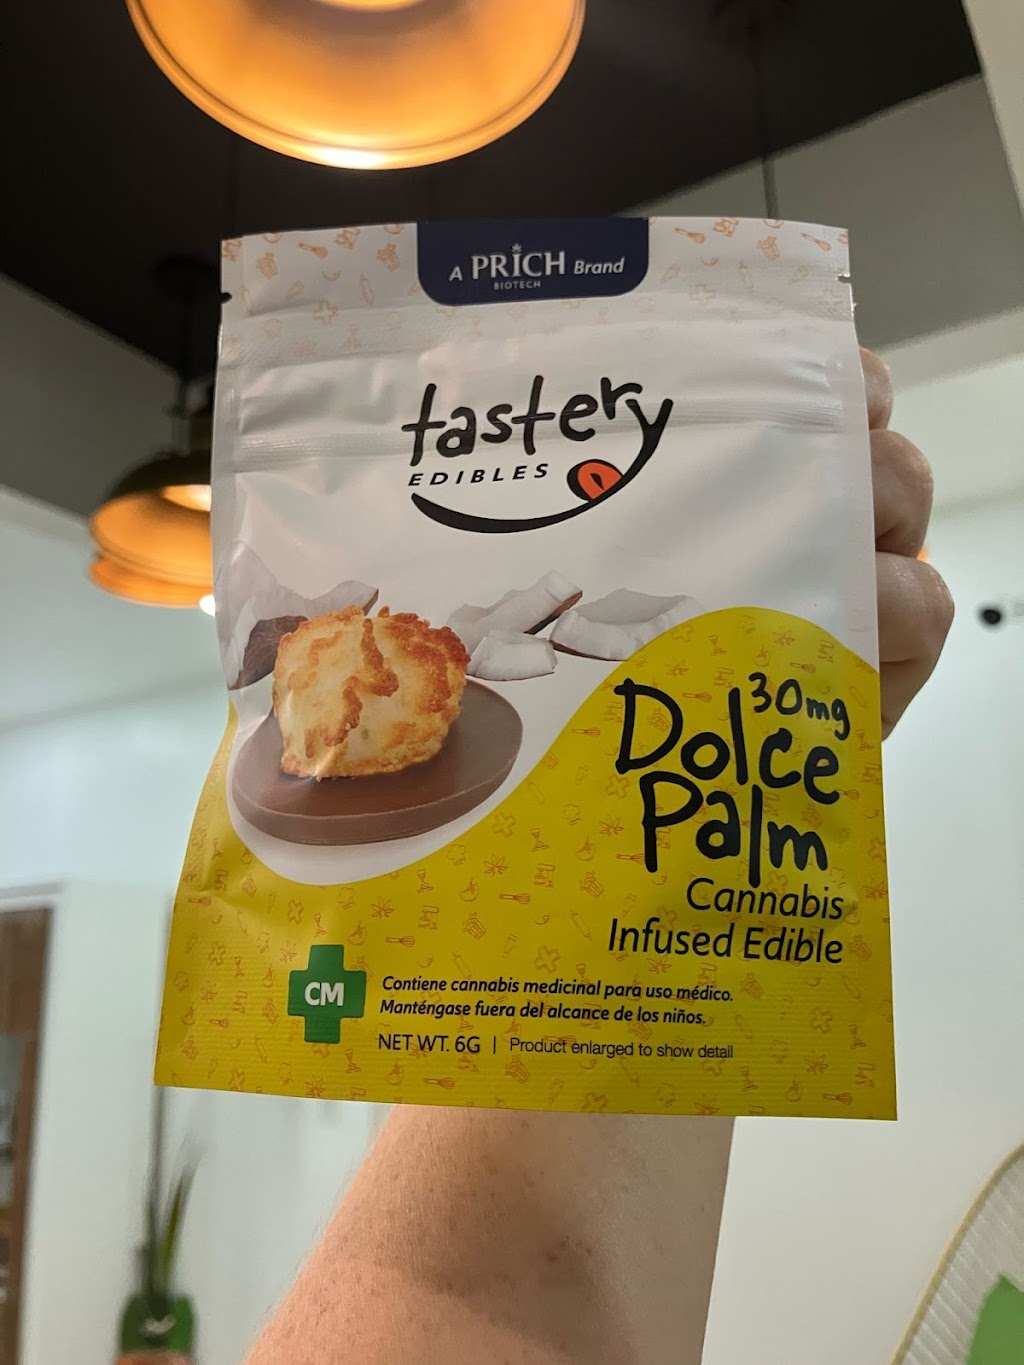 A PRICH Brand
BIOTECH
tastery
EDIBLES
30mg
Dolce
Palm
Cannabis
Infused Edible
CM
Contiene cannabis medicinal para uso médico.
Manténgase fuera del alcance de los niños.
NET WT. 6G | Product enlarged to show detail